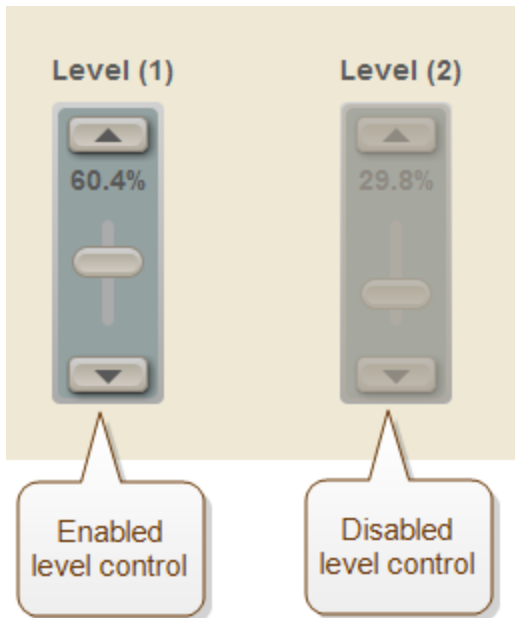 Level (1)
Level (2)
60.4%
29.8%
Enabled
level control
Disabled
level control